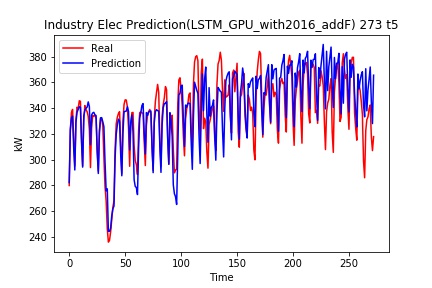 Industry Elec Prediction(LSTM_GPU_with2016_addF) 273 t5
Real
Prediction
kW
380
360
340
320
300
280
260
240
0 50 100 150 200 250
Time